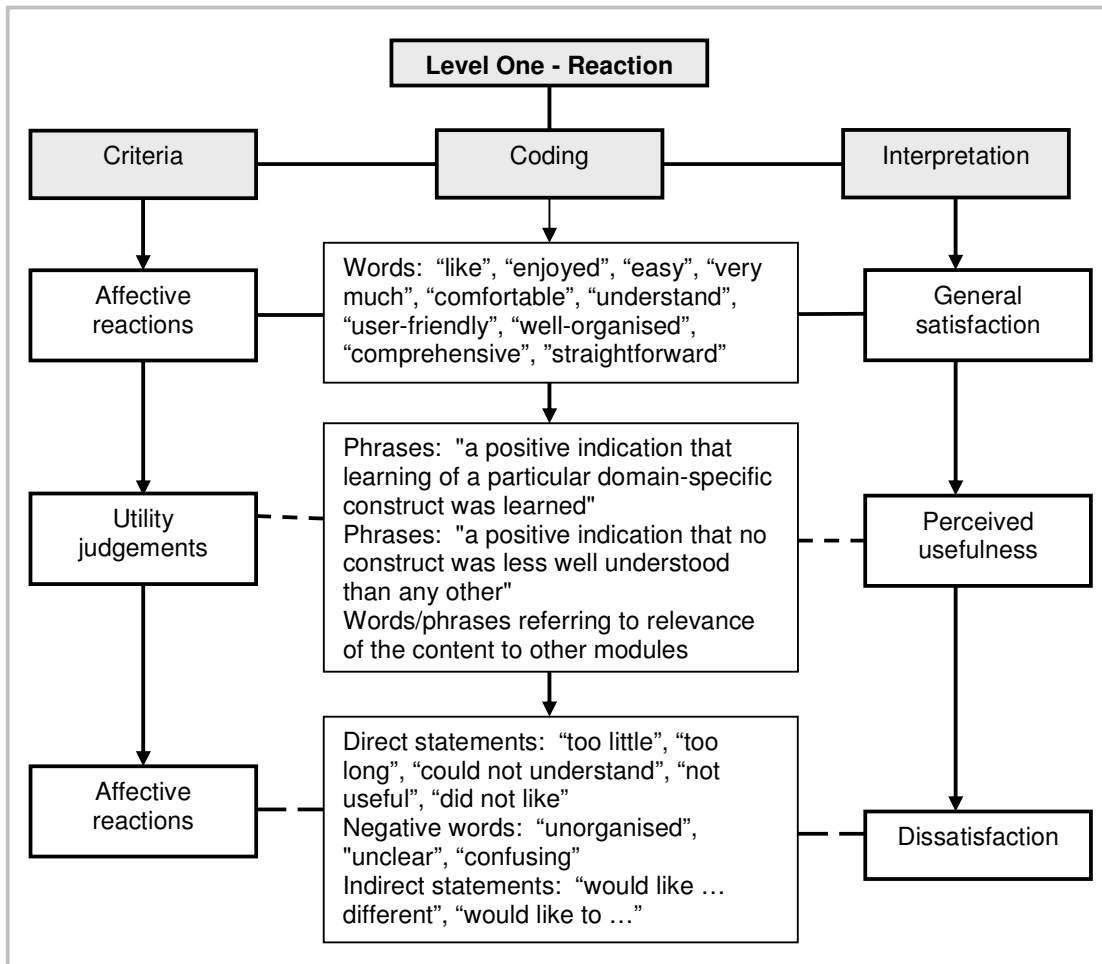 Level One - Reaction
Criteria
Coding
Interpretation
Affective
reactions
Words:  “like”, “enjoyed”, “easy”, “very
much”, “comfortable”, “understand”,
“user-friendly”, “well-organised”,
“comprehensive”, ”straightforward”
General
satisfaction
Utility
judgements
Phrases:  "a positive indication that
learning of a particular domain-specific
construct was learned"
Phrases:  "a positive indication that no
construct was less well understood
than any other"
Words/phrases referring to relevance
of the content to other modules
Perceived
usefulness
Affective
reactions
Direct statements:  “too little”, “too
long”, “could not understand”, “not
useful”, “did not like”
Negative words:  “unorganised”,
"unclear”, “confusing”
Indirect statements:  “would like …
different”, “would like to …”
Dissatisfaction